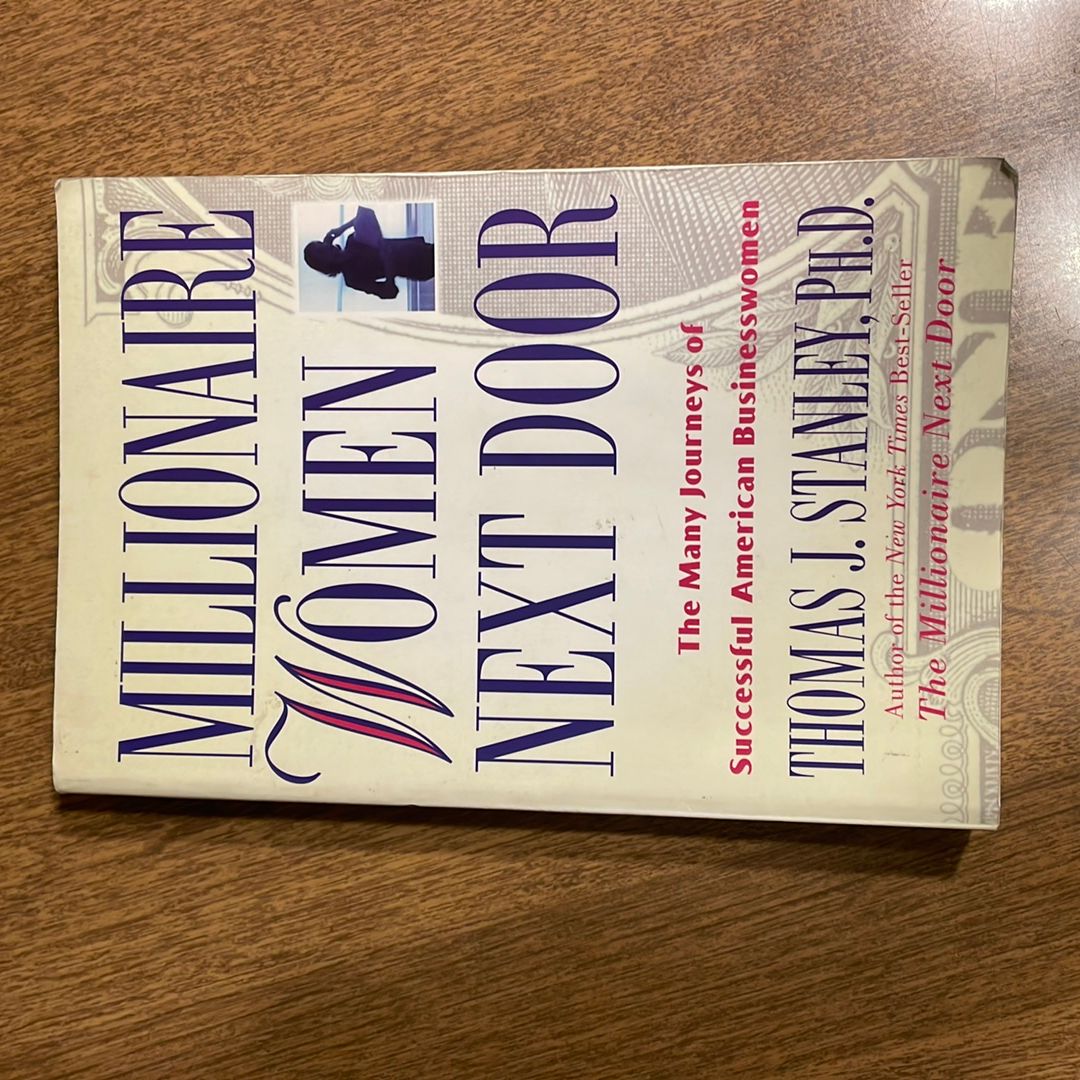 MILLIONAIRE
WOMEN
NEXT DOOR
The Many Journeys of
Successful American Businesswomen
THOMAS J. STANLEY, PH.D.
Author of the New York Times Best-Seller
The Millionaire Next Door